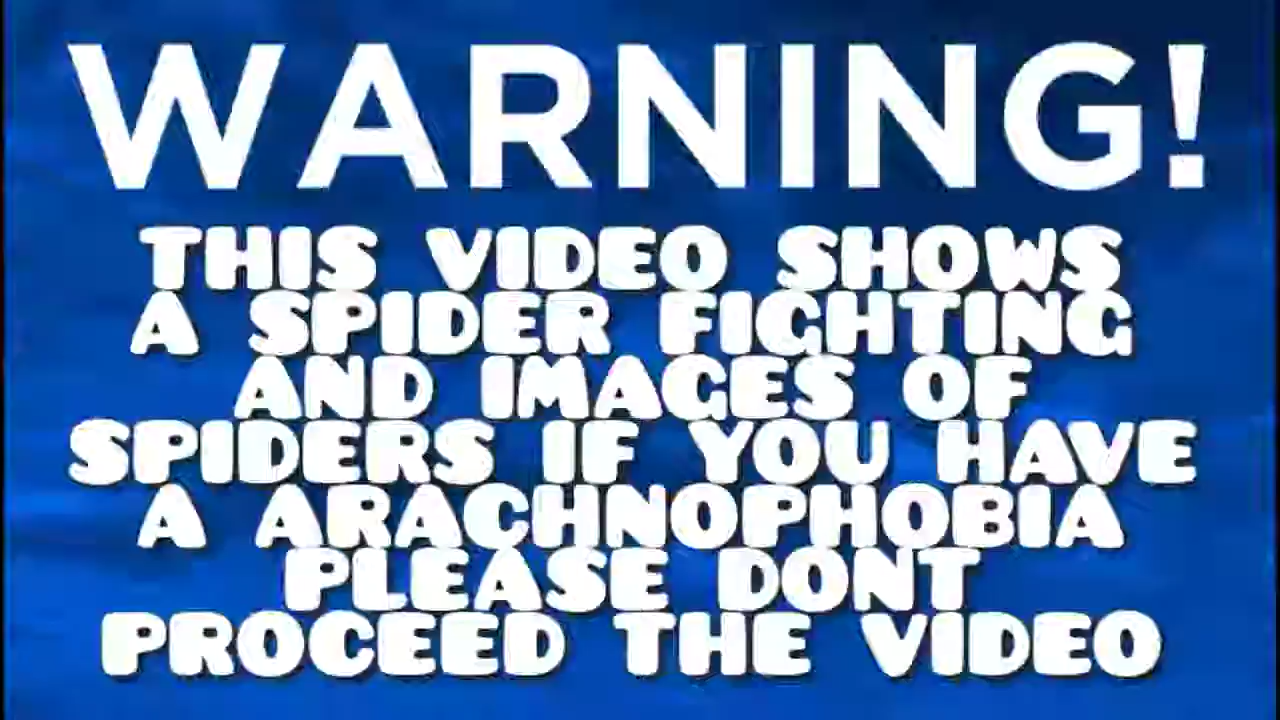 WARNING!
THIS VIDEO SHOWS
A SPIDER FIGHTING
AND IMAGES OF
SPIDERS IF YOU HAVE
A ARACHNOPHOBIA
PLEASE DONT
PROCEED THE VIDEO